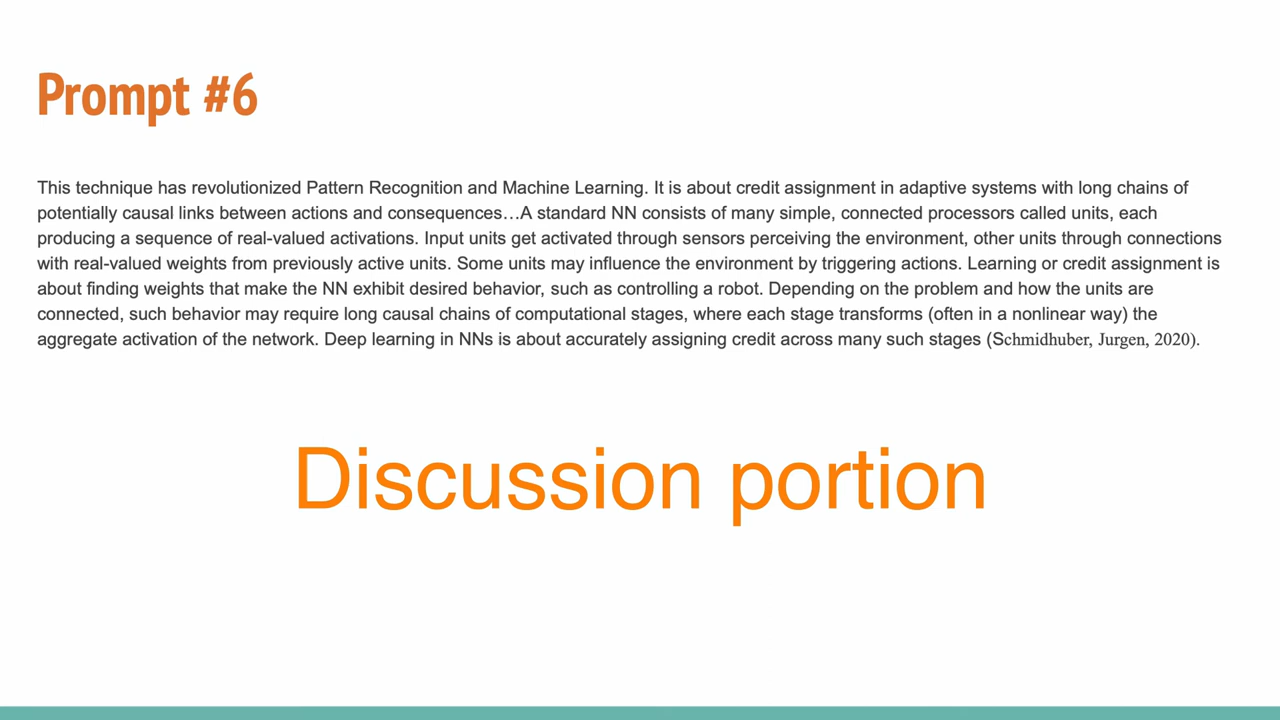 Prompt #6
This technique has revolutionized Pattern Recognition and Machine Learning. It is about credit assignment in adaptive systems with long chains of
potentially causal links between actions and consequences…A standard NN consists of many simple, connected processors called units, each
producing a sequence of real-valued activations. Input units get activated through sensors perceiving the environment, other units through connections
with real-valued weights from previously active units. Some units may influence the environment by triggering actions. Learning or credit assignment is
about finding weights that make the NN exhibit desired behavior, such as controlling a robot. Depending on the problem and how the units are
connected, such behavior may require long causal chains of computational stages, where each stage transforms (often in a nonlinear way) the
aggregate activation of the network. Deep learning in NNs is about accurately assigning credit across many such stages (Schmidhuber, Jurgen, 2020).
Discussion portion